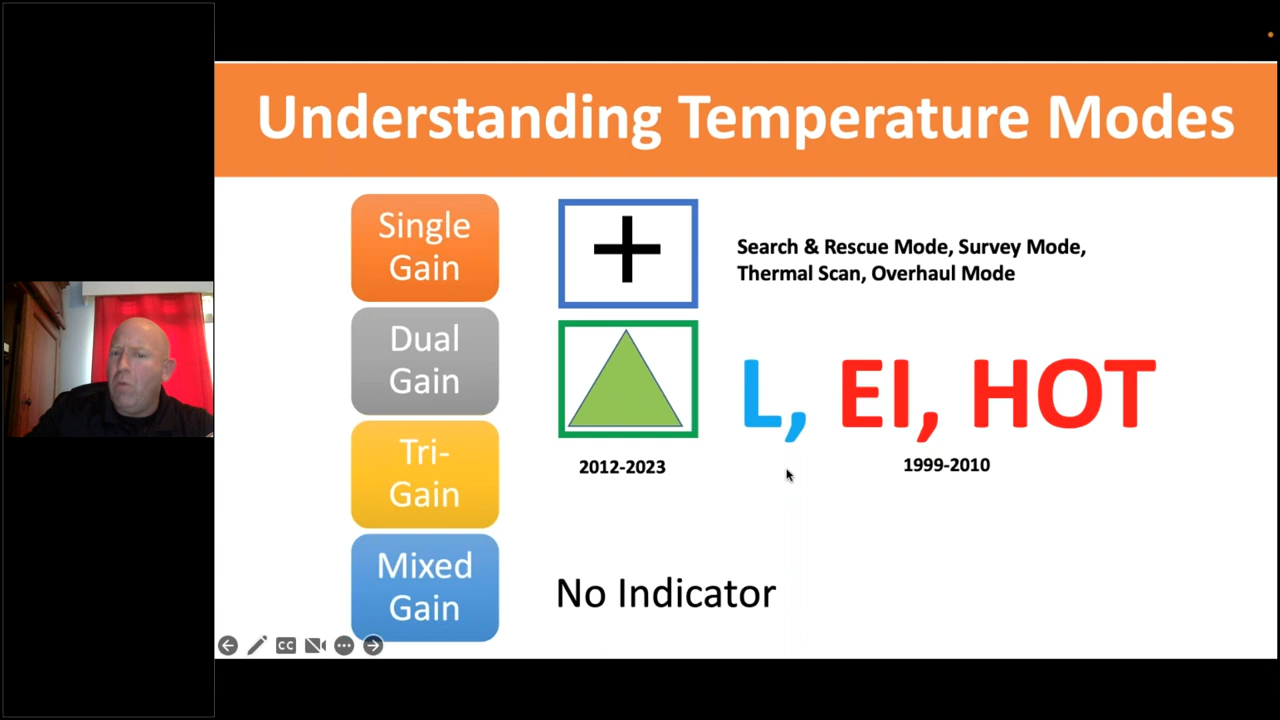 Understanding Temperature Modes
Single
Gain
Search & Rescue Mode, Survey Mode,
Thermal Scan, Overhaul Mode
Dual
Gain
L, EI, HOT
Tri-
Gain
2012-2023
1999-2010
Mixed
Gain
No Indicator
CC